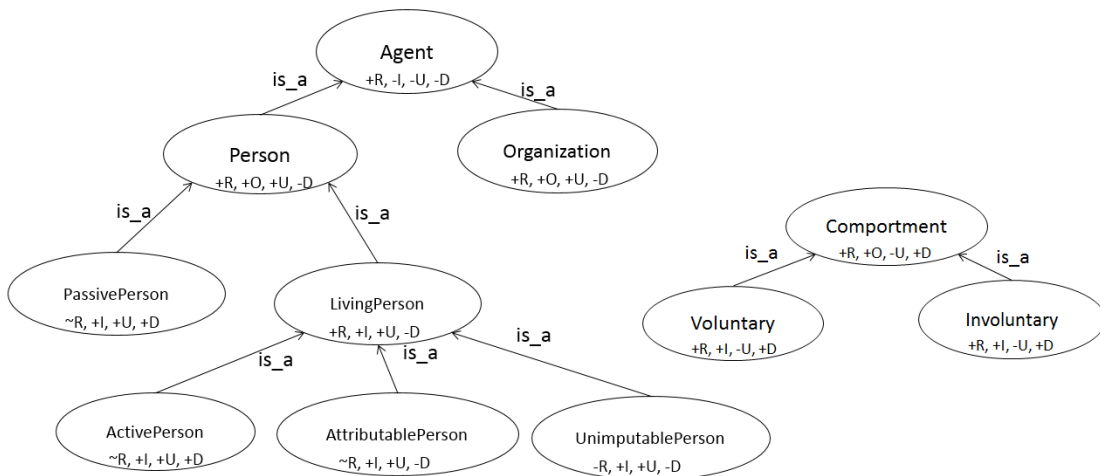 Agent
+R, -I, -U, -D
is_a
is_a
Person
+R, +O, +U, -D
Organization
+R, +O, +U, -D
is_a
is_a
Comportment
+R, +O, -U, +D
is_a
is_a
PassivePerson
~R, +I, +U, +D
LivingPerson
+R, +I, +U, -D
Voluntary
+R, +I, -U, +D
Involuntary
+R, +I, -U, +D
is_a
is_a
is_a
ActivePerson
~R, +I, +U, +D
AttributablePerson
~R, +I, +U, -D
UnimputablePerson
-R, +I, +U, -D